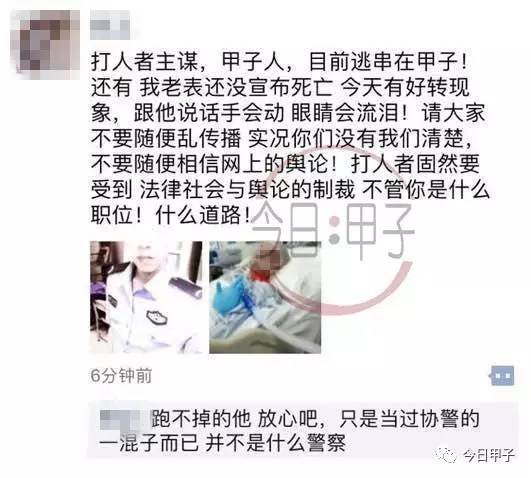 打人者主谋，甲子人，目前逃串在甲子！
还有 我老表还没宣布死亡 今天有好转现
象，跟他说话手会动 眼睛会流泪！请大家
不要随便乱传播 实况你们没有我们清楚，
不要随便相信网上的舆论！打人者固然要
受到 法律社会与舆论的制裁 不管你是什么
职位！什么道路！
今日:甲子
6分钟前
跑不掉的他 放心吧，只是当过协警的
一混子而已 并不是什么警察
今日甲子